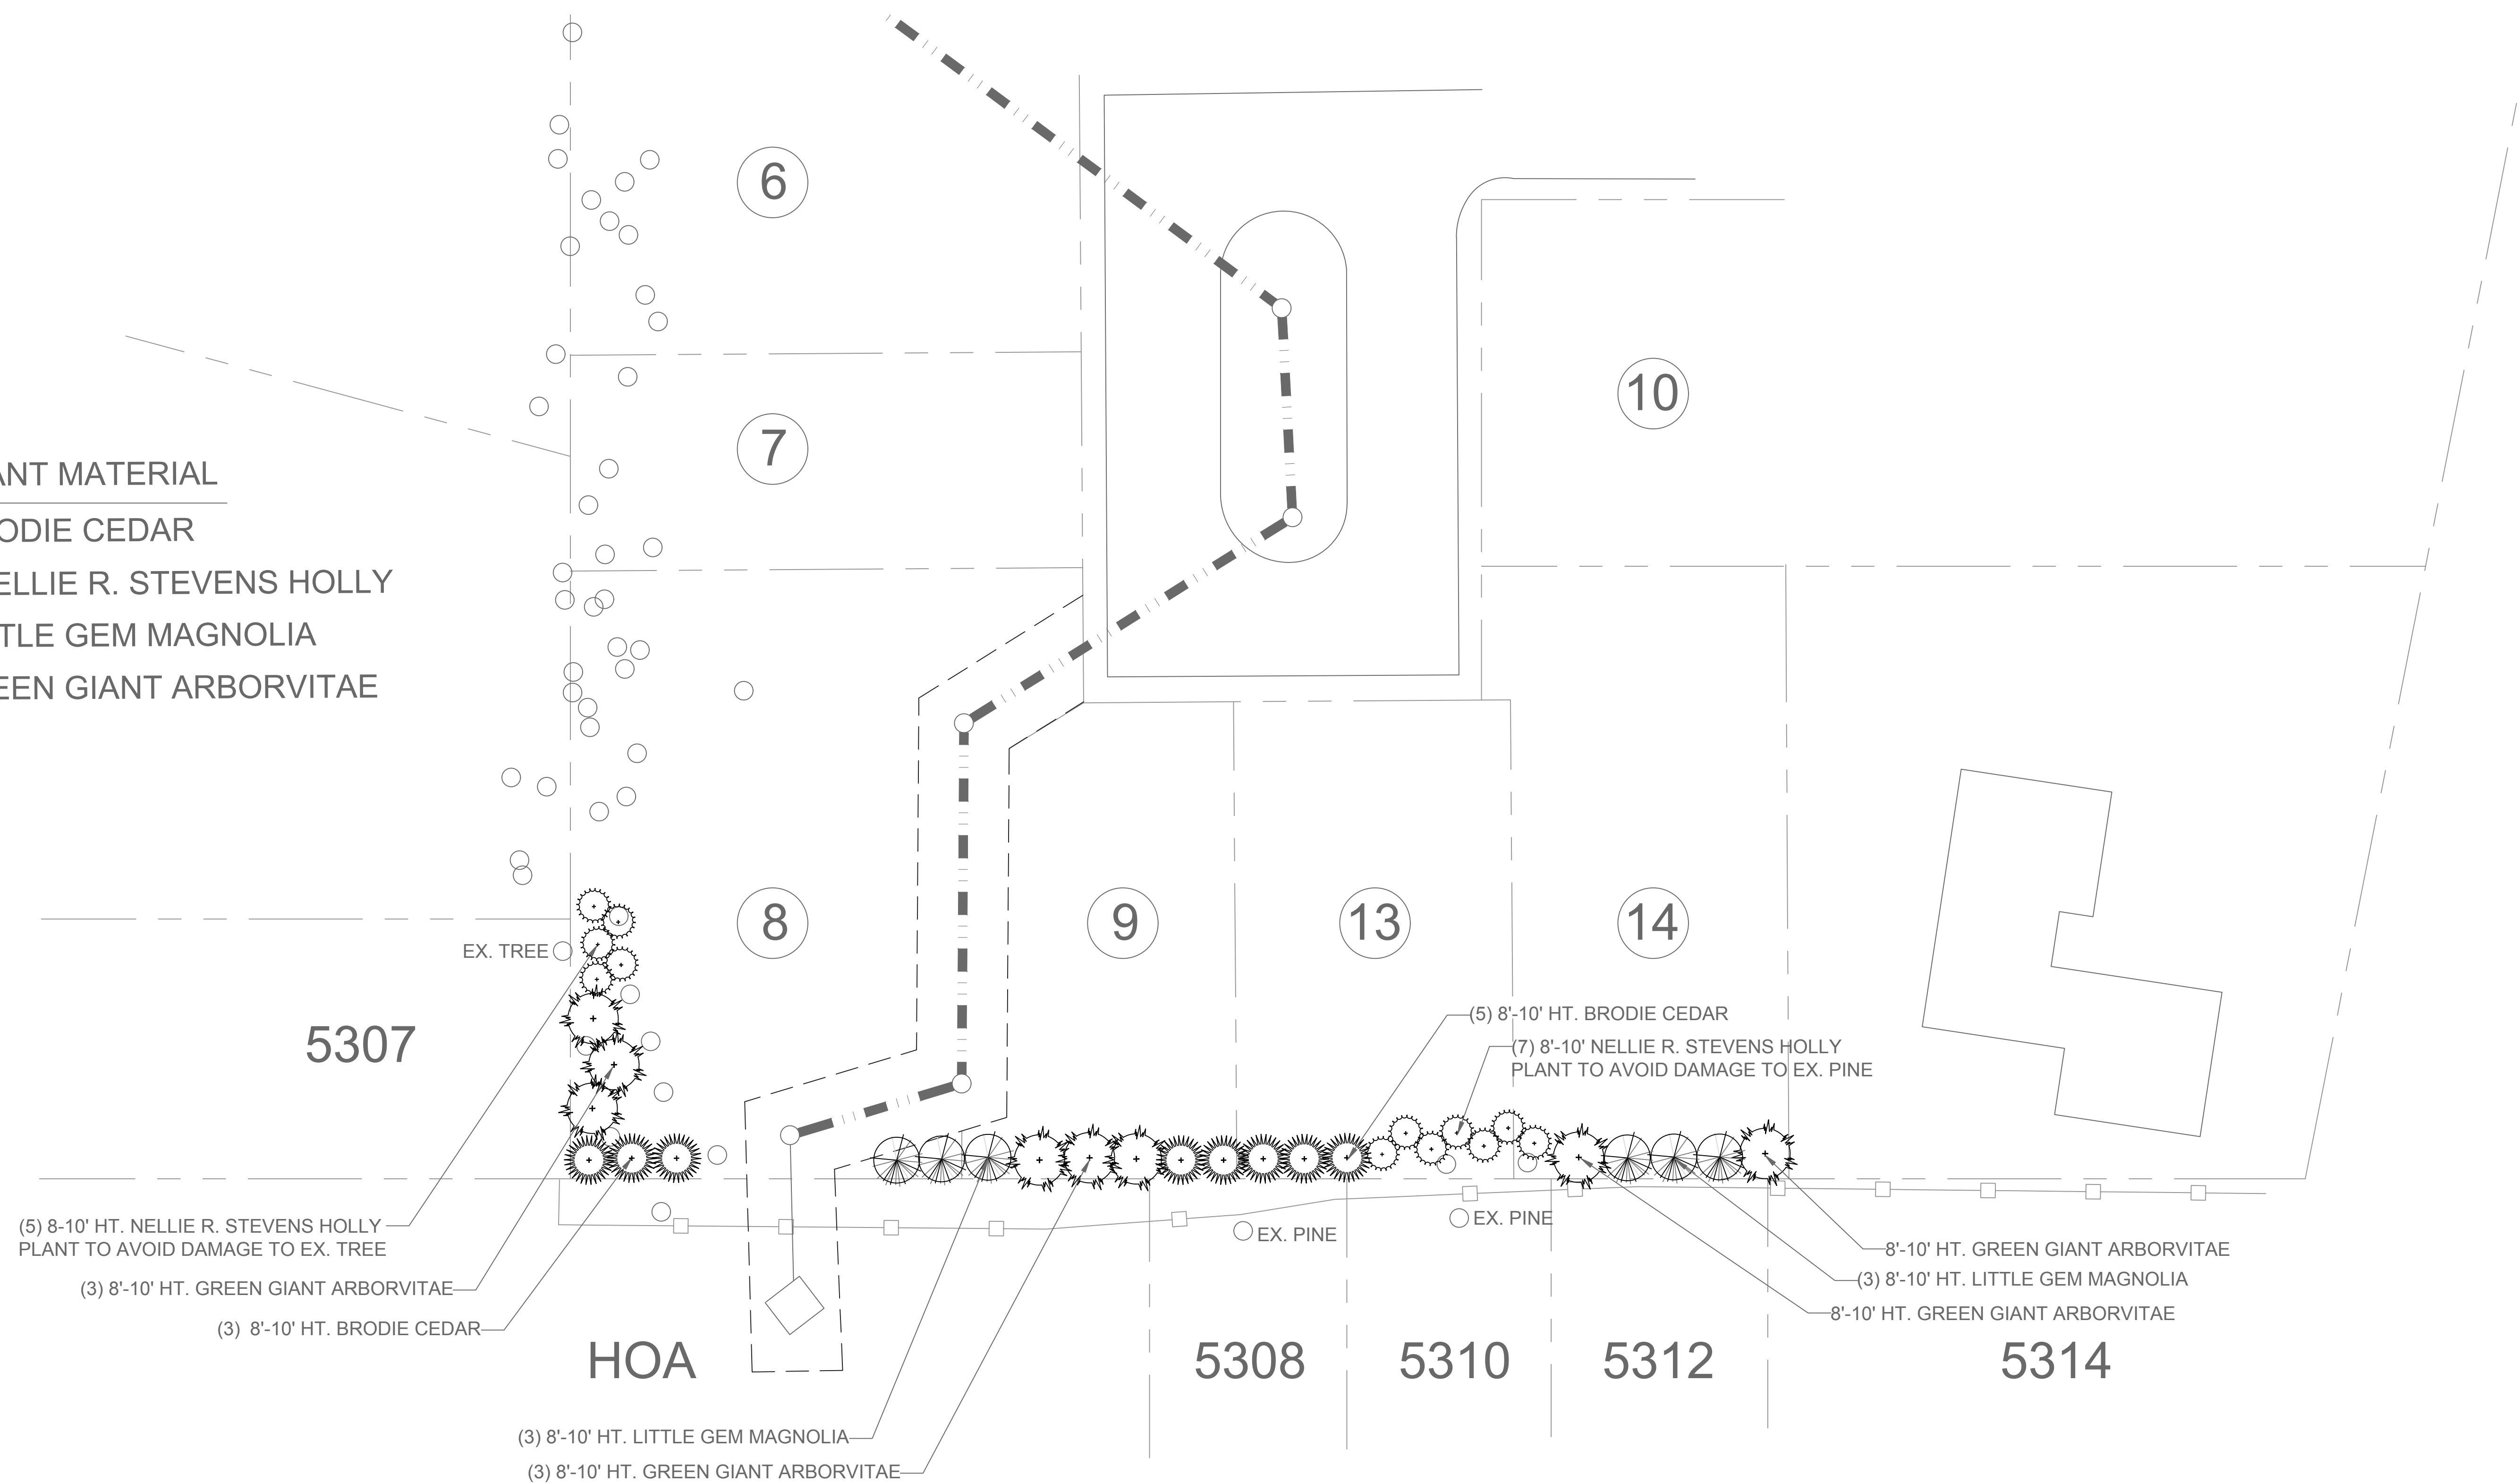 6
7
10
ANT MATERIAL
ODIE CEDAR
ELLIE R. STEVENS HOLLY
TLE GEM MAGNOLIA
EEN GIANT ARBORVITAE
8
9
13
14
EX. TREE
5307
(5) 8'-10' HT. BRODIE CEDAR
(7) 8'-10' NELLIE R. STEVENS HOLLY
PLANT TO AVOID DAMAGE TO EX. PINE
(5) 8-10' HT. NELLIE R. STEVENS HOLLY
PLANT TO AVOID DAMAGE TO EX. TREE
(3) 8'-10' HT. GREEN GIANT ARBORVITAE
(3) 8'-10' HT. BRODIE CEDAR
EX. PINE
EX. PINE
8'-10' HT. GREEN GIANT ARBORVITAE
(3) 8'-10' HT. LITTLE GEM MAGNOLIA
8'-10' HT. GREEN GIANT ARBORVITAE
HOA
5308
5310
5312
5314
(3) 8'-10' HT. LITTLE GEM MAGNOLIA
(3) 8'-10' HT. GREEN GIANT ARBORVITAE